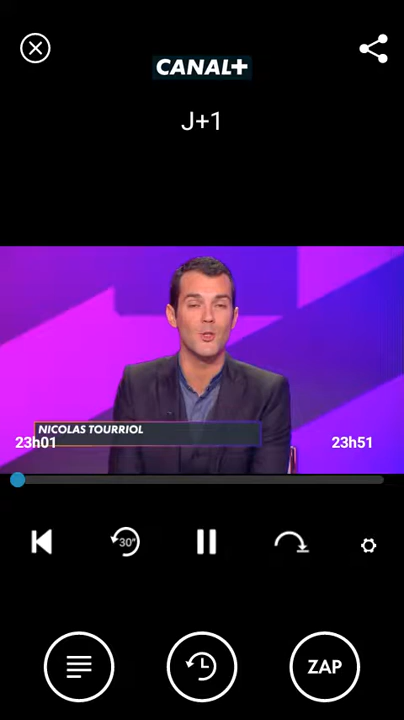 CANAL+
J+1
NICOLAS TOURRIOL
23h01
23h51
30"
ZAP